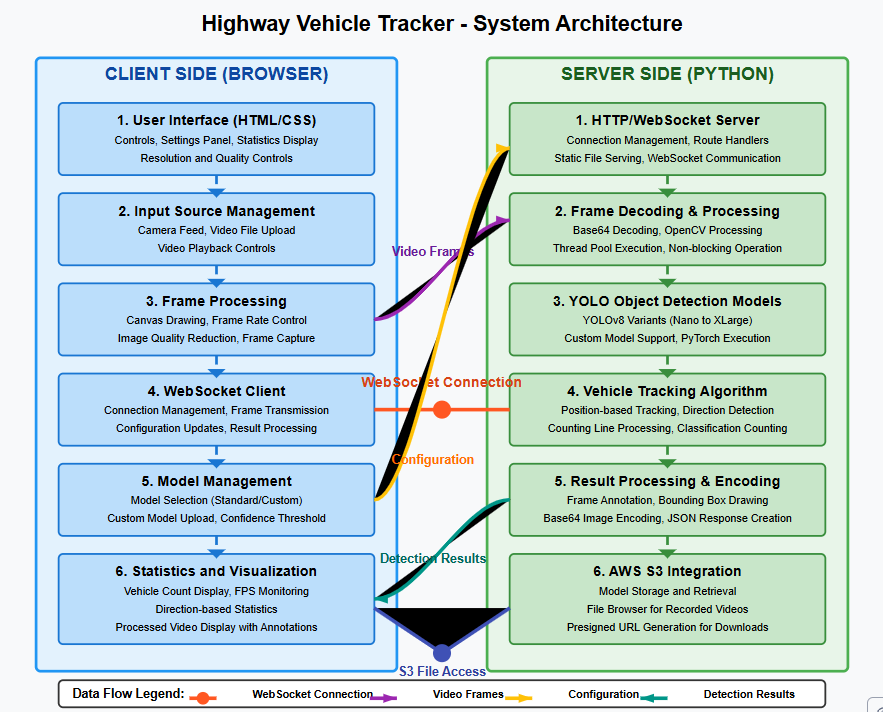 Highway Vehicle Tracker - System Architecture
CLIENT SIDE (BROWSER)
1. User Interface (HTML/CSS)
Controls, Settings Panel, Statistics Display
Resolution and Quality Controls
2. Input Source Management
Camera Feed, Video File Upload
Video Playback Controls
3. Frame Processing
Canvas Drawing, Frame Rate Control
Image Quality Reduction, Frame Capture
4. WebSocket Client
Connection Management, Frame Transmission
Configuration Updates, Result Processing
5. Model Management
Model Selection (Standard/Custom)
Custom Model Upload, Confidence Threshold
6. Statistics and Visualization
Vehicle Count Display, FPS Monitoring
Direction-based Statistics
Processed Video Display with Annotations
Video Frames
WebSocket Connection
Configuration
Detection Results
S3 File Access
SERVER SIDE (PYTHON)
1. HTTP/WebSocket Server
Connection Management, Route Handlers
Static File Serving, WebSocket Communication
2. Frame Decoding & Processing
Base64 Decoding, OpenCV Processing
Thread Pool Execution, Non-blocking Operation
3. YOLO Object Detection Models
YOLOv8 Variants (Nano to XLarge)
Custom Model Support, PyTorch Execution
4. Vehicle Tracking Algorithm
Position-based Tracking, Direction Detection
Counting Line Processing, Classification Counting
5. Result Processing & Encoding
Frame Annotation, Bounding Box Drawing
Base64 Image Encoding, JSON Response Creation
6. AWS S3 Integration
Model Storage and Retrieval
File Browser for Recorded Videos
Presigned URL Generation for Downloads
Data Flow Legend: WebSocket Connection Video Frames Configuration Detection Results